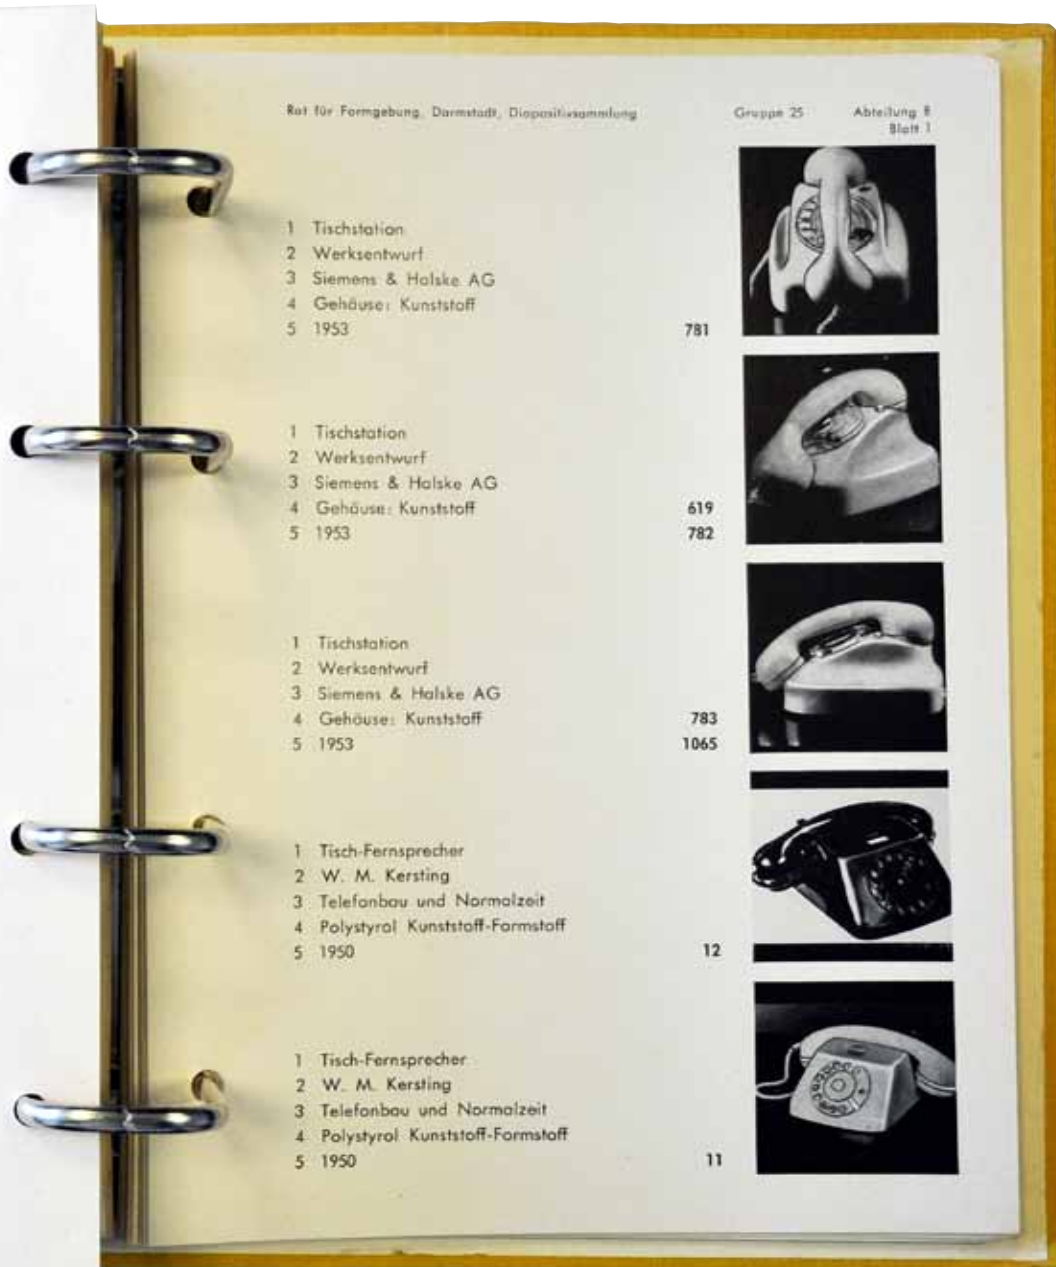 Rat für Formgebung, Darmstadt, Diapositivsammlung Gruppe 25 Abteilung B
Blatt 1
1 Tischstation
2 Werksentwurf
3 Siemens & Halske AG
4 Gehäuse: Kunststoff
5 1953 781
1 Tischstation
2 Werksentwurf
3 Siemens & Halske AG
4 Gehäuse: Kunststoff 619
5 1953 782
1 Tischstation
2 Werksentwurf
3 Siemens & Halske AG
4 Gehäuse: Kunststoff 783
5 1953 1065
1 Tisch-Fernsprecher
2 W. M. Kersting
3 Telefonbau und Normalzeit
4 Polystyrol Kunststoff-Formstoff
5 1950 12
1 Tisch-Fernsprecher
2 W. M. Kersting
3 Telefonbau und Normalzeit
4 Polystyrol Kunststoff-Formstoff
5 1950 11